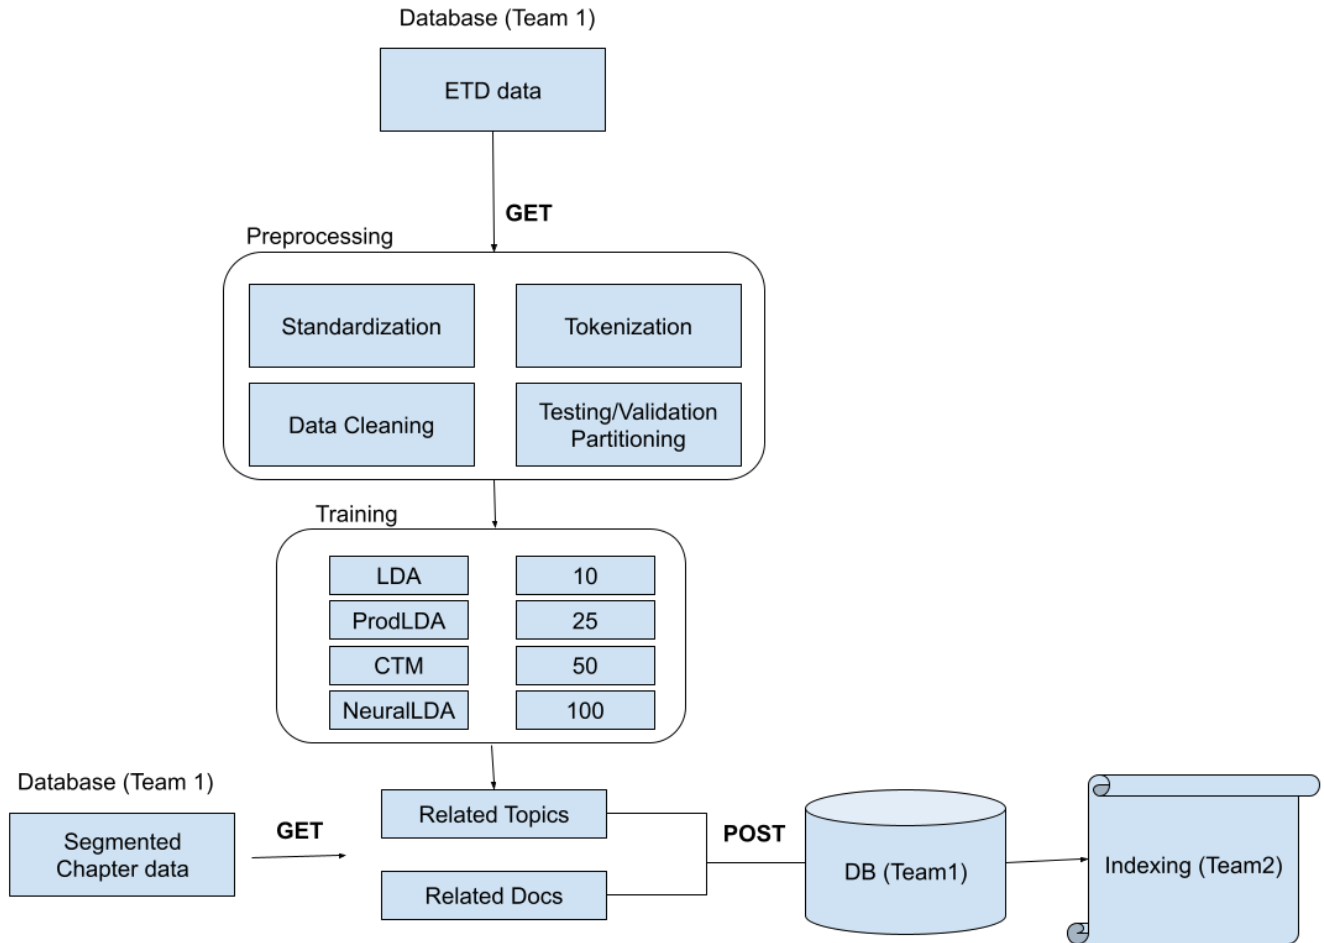 Database (Team 1)
ETD data
GET
Preprocessing
Standardization
Tokenization
Data Cleaning
Testing/Validation
Partitioning
Training
LDA
10
ProdLDA
25
CTM
50
NeuralLDA
100
Database (Team 1)
Segmented
Chapter data
GET
Related Topics
Related Docs
POST
DB (Team1)
Indexing (Team2)